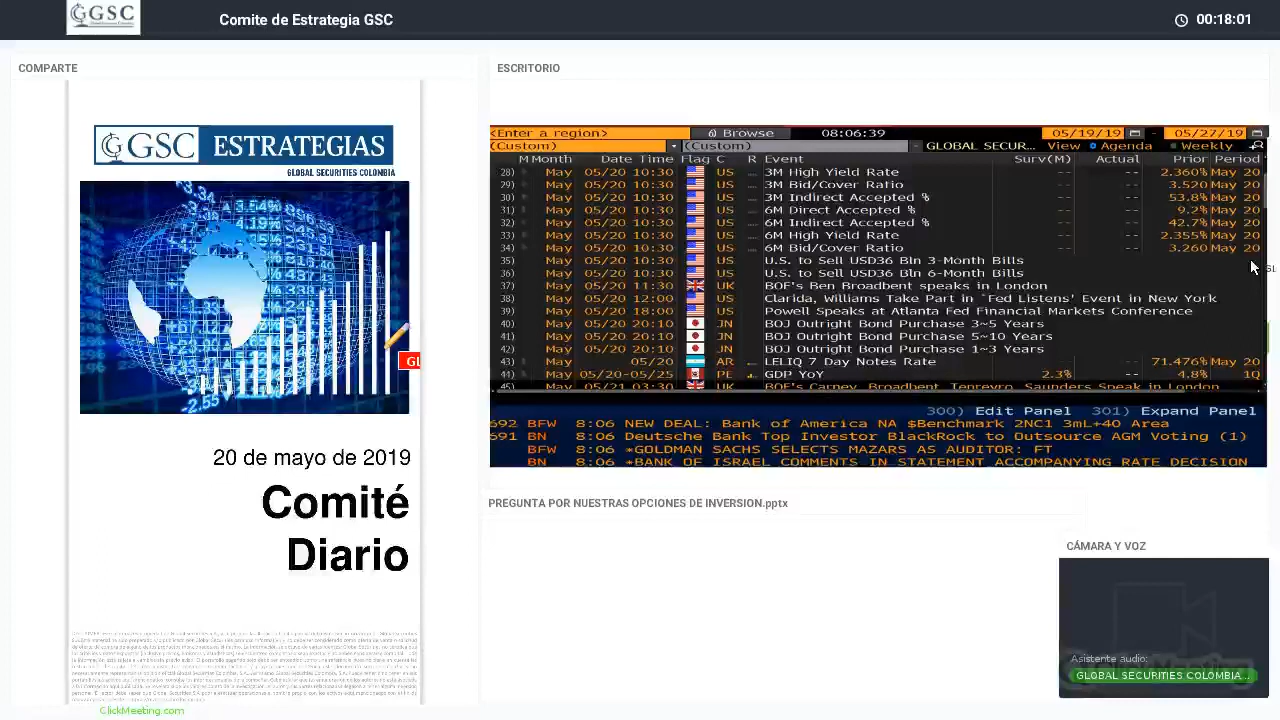 GSC
Comite de Estrategia GSC
00:18:01
COMPARTE
GSC ESTRATEGIAS
GLOBAL SECURITIES COLOMBIA
20 de mayo de 2019
Comité
Diario
ClickMeeting.com
ESCRITORIO
<Enter a region> Browse 08:06:39 05/19/19 - 05/27/19
(Custom) (Custom) GLOBAL SECUR... View Agenda Weekly
M Month Date Time Flag C R Event Surv(M) Actual Prior Period
28) May 05/20 10:30 US ... 3M High Yield Rate -- -- 2.360% May 20
29) May 05/20 10:30 US ... 3M Bid/Cover Ratio -- -- 3.520 May 20
30) May 05/20 10:30 US ... 3M Indirect Accepted % -- -- 53.8% May 20
31) May 05/20 10:30 US ... 6M Direct Accepted % -- -- 9.2% May 20
32) May 05/20 10:30 US ... 6M Indirect Accepted % -- -- 42.7% May 20
33) May 05/20 10:30 US ... 6M High Yield Rate -- -- 2.355% May 20
34) May 05/20 10:30 US ... 6M Bid/Cover Ratio -- -- 3.260 May 20
35) May 05/20 10:30 US U.S. to Sell USD36 Bln 3-Month Bills
36) May 05/20 10:30 US U.S. to Sell USD36 Bln 6-Month Bills
37) May 05/20 11:30 UK BOE's Ben Broadbent speaks in London
38) May 05/20 12:00 US Clarida, Williams Take Part in `Fed Listens' Event in New York
39) May 05/20 18:00 US Powell Speaks at Atlanta Fed Financial Markets Conference
40) May 05/20 20:10 JN BOJ Outright Bond Purchase 3~5 Years
41) May 05/20 20:10 JN BOJ Outright Bond Purchase 5~10 Years
42) May 05/20 20:10 JN BOJ Outright Bond Purchase 1~3 Years
43) May 05/20 AR LELIQ 7 Day Notes Rate -- -- 71.476% May 20
44) May 05/20-05/25 PE GDP YoY 2.3% -- 4.8% 1Q
45) May 05/21 03:30 UK BOE's Carney, Broadbent, Tenreyro, Saunders Speak in London
300) Edit Panel 301) Expand Panel
692 BFW 8:06 NEW DEAL: Bank of America NA $Benchmark 2NC1 3mL+40 Area
691 BN 8:06 Deutsche Bank Top Investor BlackRock to Outsource AGM Voting (1)
BFW 8:06 *GOLDMAN SACHS SELECTS MAZARS AS AUDITOR: FT
BN 8:06 *BANK OF ISRAEL COMMENTS IN STATEMENT ACCOMPANYING RATE DECISION
PREGUNTA POR NUESTRAS OPCIONES DE INVERSION.pptx
CÁMARA Y VOZ
Asistente audio:
GLOBAL SECURITIES COLOMBIA...